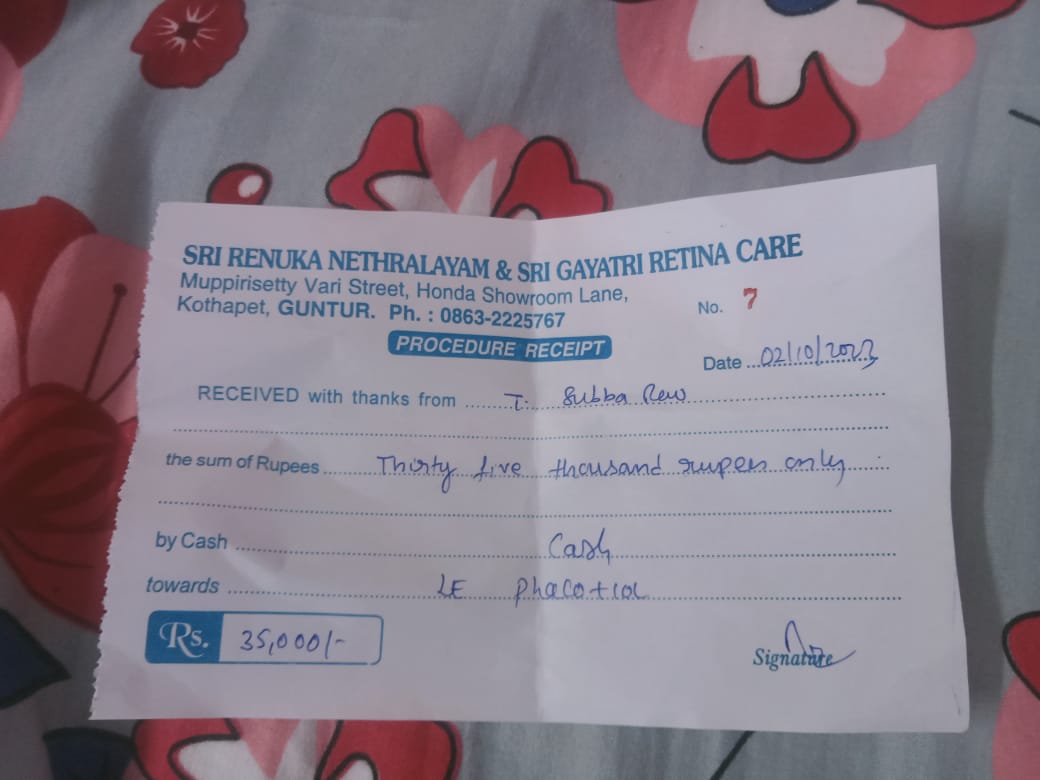 SRI RENUKA NETHRALAYAM & SRI GAYATRI RETINA CARE
Muppirisetty Vari Street, Honda Showroom Lane,
Kothapet, GUNTUR. Ph. : 0863-2225767
No. 7
PROCEDURE RECEIPT
Date 02/10/2023
RECEIVED with thanks from T. Subba Rao
the sum of Rupees Thirty five thousand rupees only
by Cash Cash
towards LE phaco+iol
Rs. 35,000/-
Signature